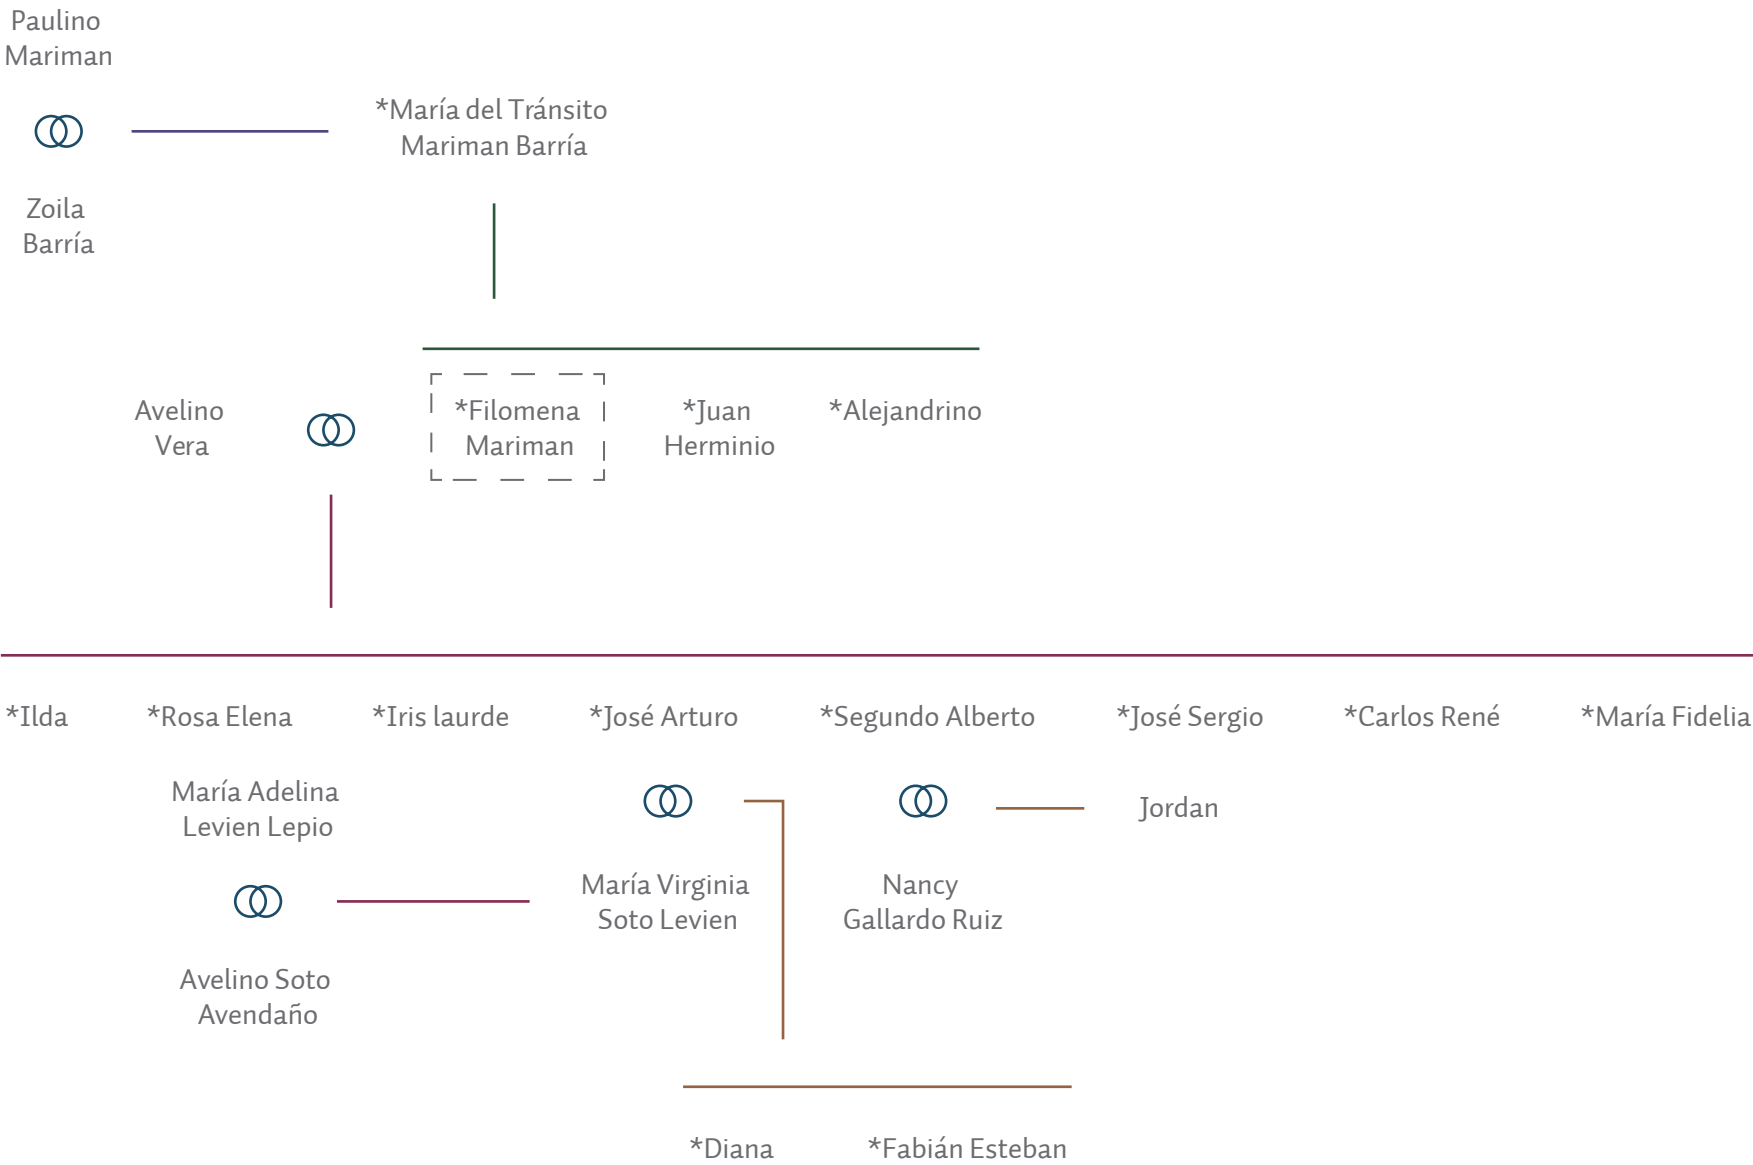 Paulino
Mariman
*María del Tránsito
Mariman Barría
Zoila
Barría
Avelino
Vera
*Filomena
Mariman
*Juan
Herminio
*Alejandrino
*Ilda
*Rosa Elena
*Iris laurde
*José Arturo
*Segundo Alberto
*José Sergio
*Carlos René
*María Fidelia
María Adelina
Levien Lepio
Jordan
María Virginia
Soto Levien
Nancy
Gallardo Ruiz
Avelino Soto
Avendaño
*Diana
*Fabián Esteban